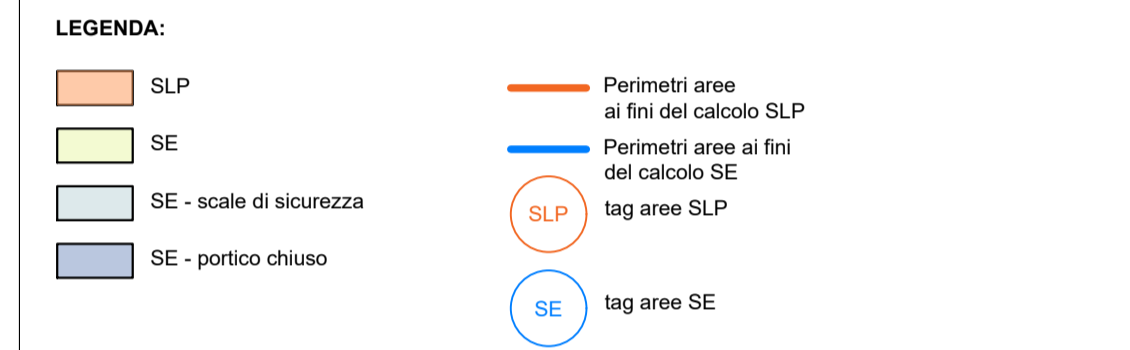 LEGENDA:
SLP
SE
SE - scale di sicurezza
SE - portico chiuso
Perimetri aree
ai fini del calcolo SLP
Perimetri aree ai fini
del calcolo SE
SLP tag aree SLP
SE tag aree SE